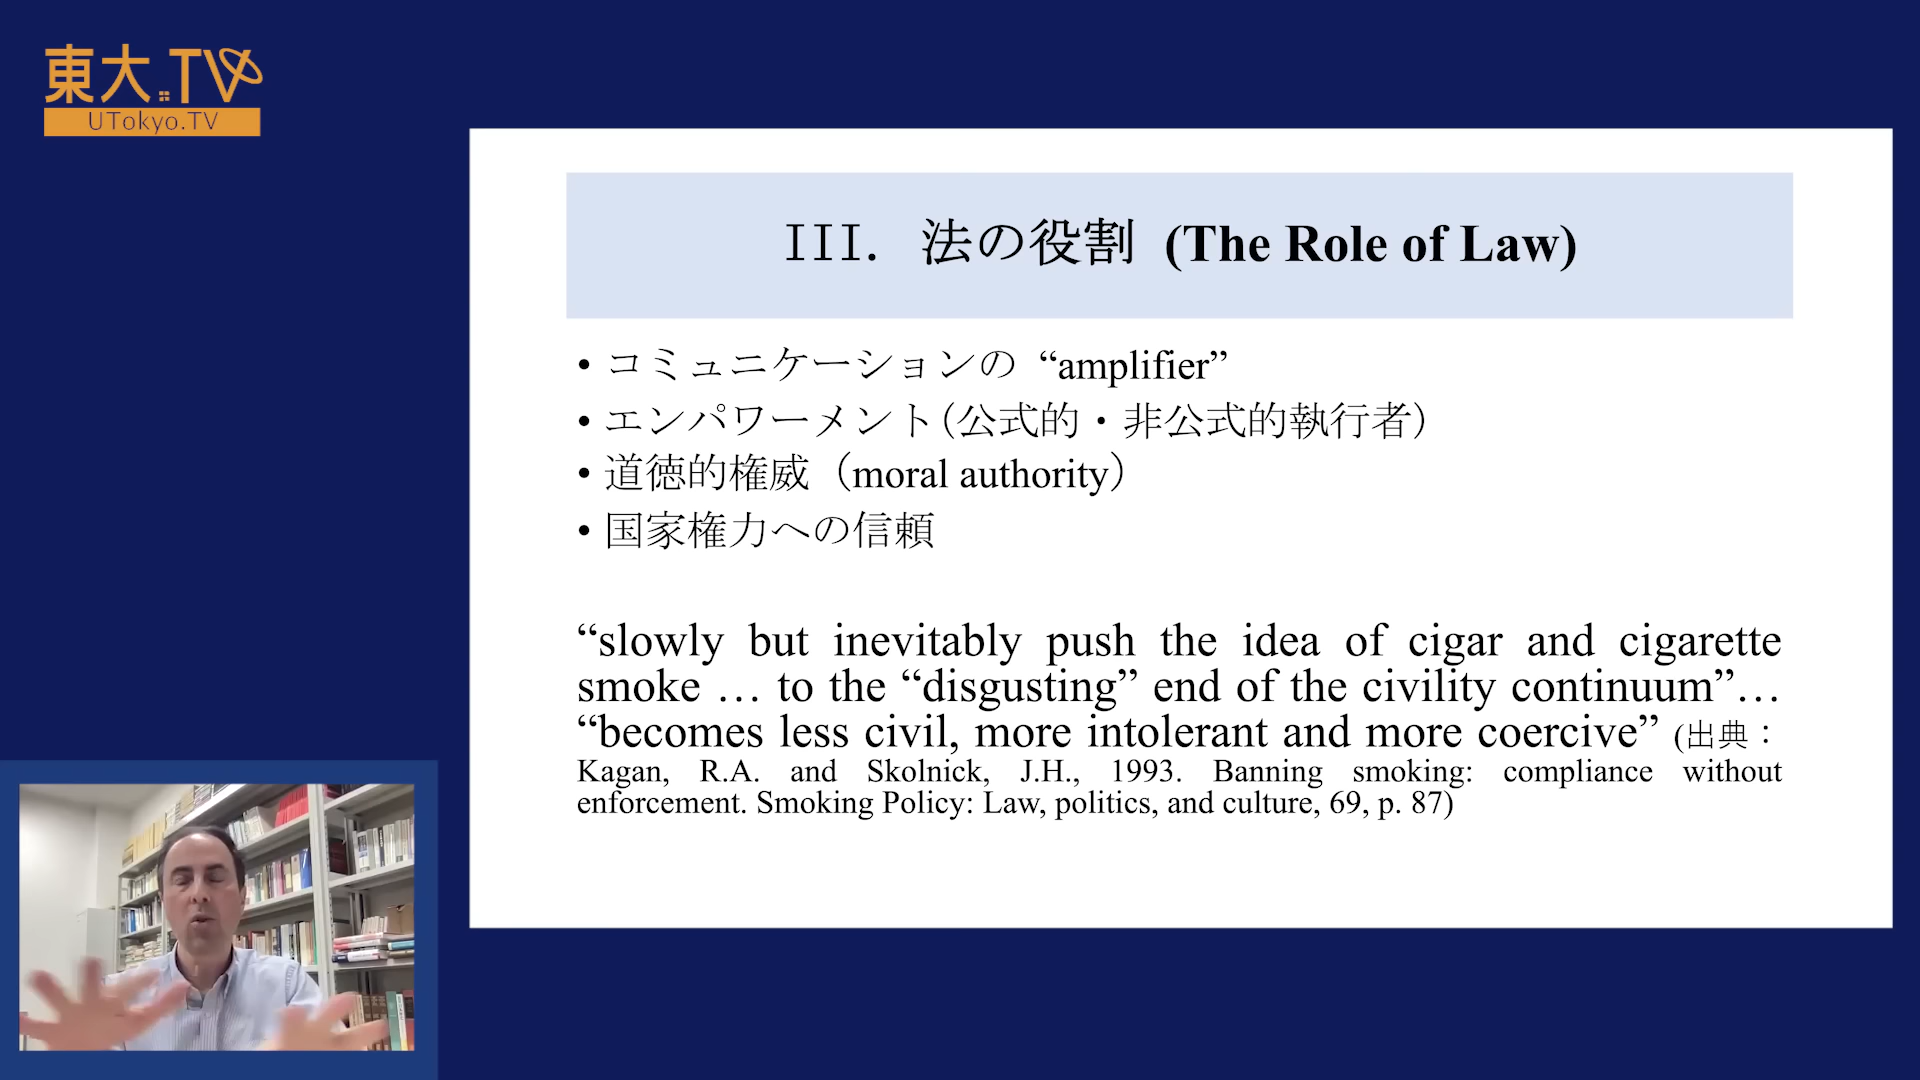 東大.TV
UTokyo.TV
III. 法の役割 (The Role of Law)
• コミュニケーションの “amplifier”
• エンパワーメント(公式的・非公式的執行者)
• 道徳的権威（moral authority）
• 国家権力への信頼
“slowly but inevitably push the idea of cigar and cigarette
smoke … to the “disgusting” end of the civility continuum”…
“becomes less civil, more intolerant and more coercive” (出典：
Kagan, R.A. and Skolnick, J.H., 1993. Banning smoking: compliance without
enforcement. Smoking Policy: Law, politics, and culture, 69, p. 87)